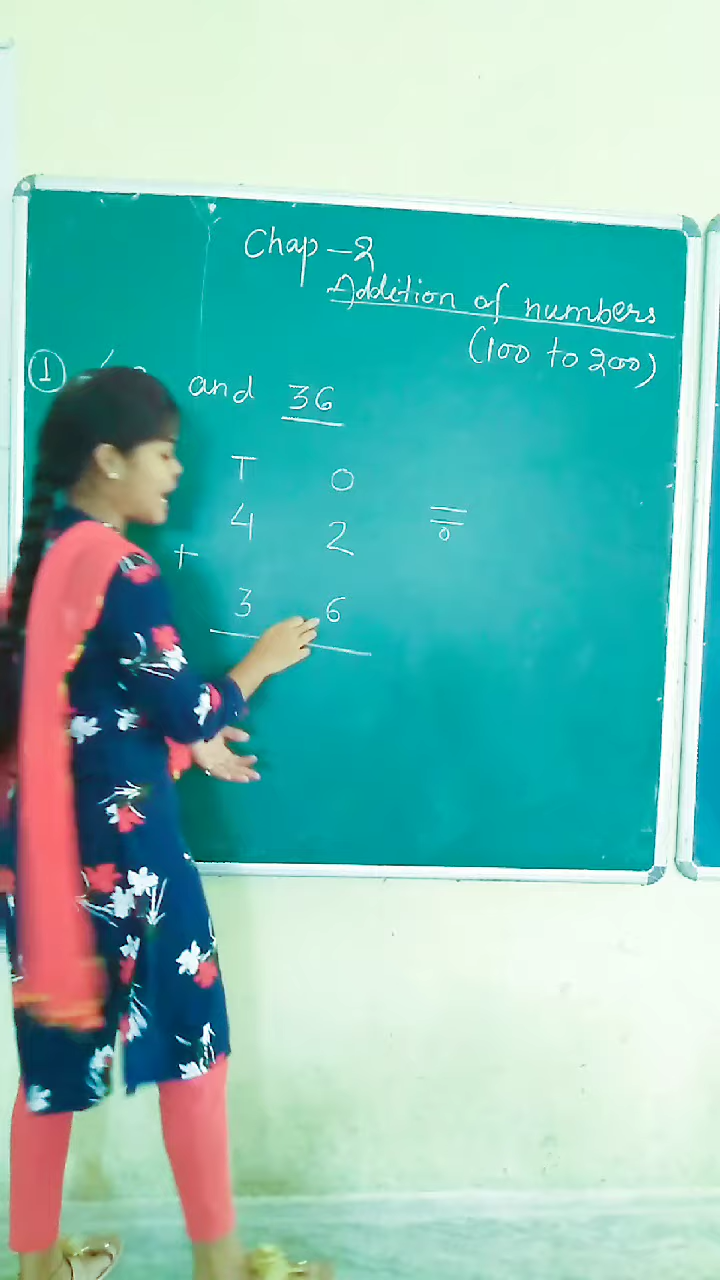 Chap-2
Addition of numbers
(100 to 200)
1 and 36
T O
4 2
+
3 6